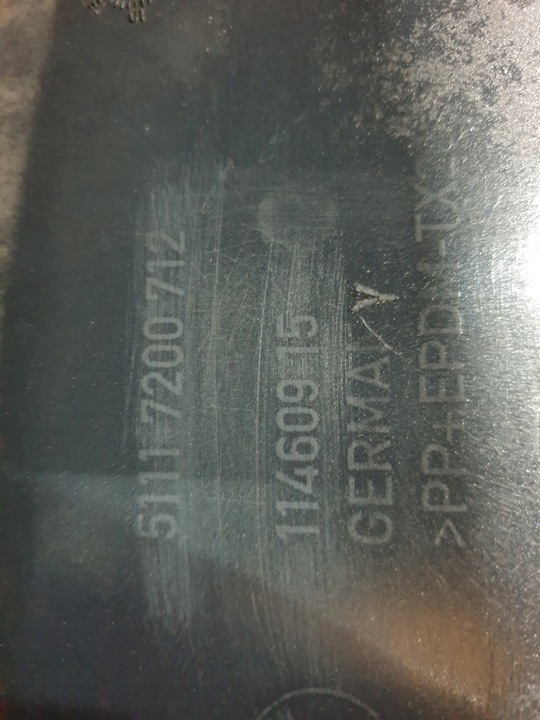 5111 7200 712
11460915
GERMANY
>PP+EPDM-TX